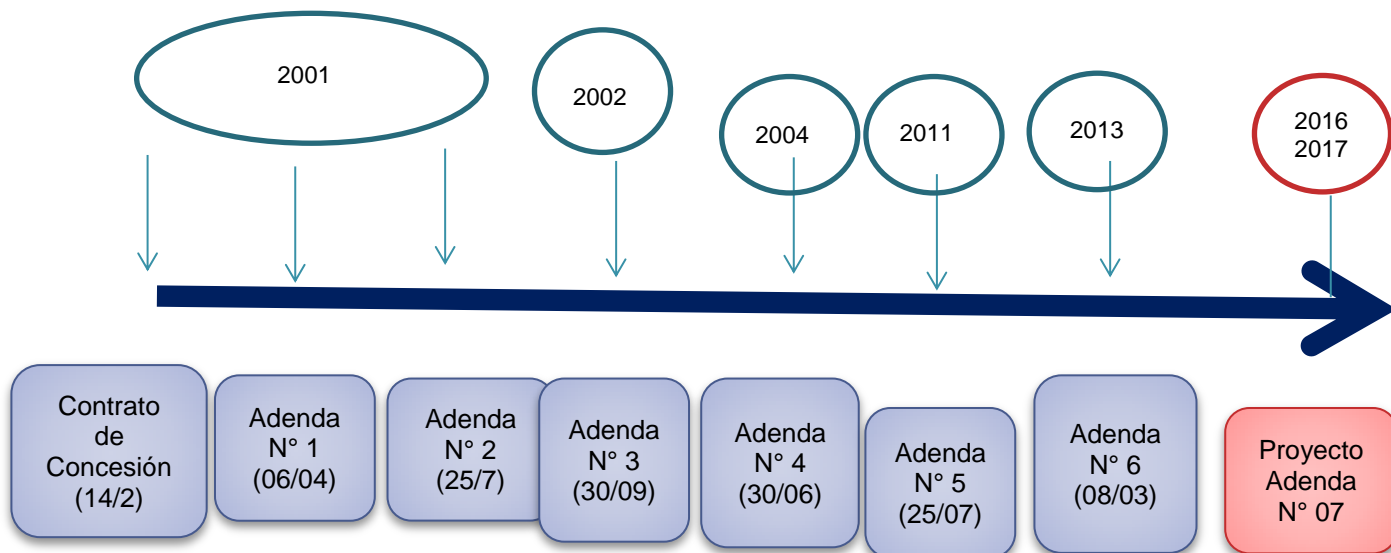 2001
2002
2004
2011
2013
2016
2017
Contrato
de
Concesión
(14/2)
Adenda
N° 1
(06/04)
Adenda
N° 2
(25/7)
Adenda
N° 3
(30/09)
Adenda
N° 4
(30/06)
Adenda
N° 5
(25/07)
Adenda
N° 6
(08/03)
Proyecto
Adenda
N° 07